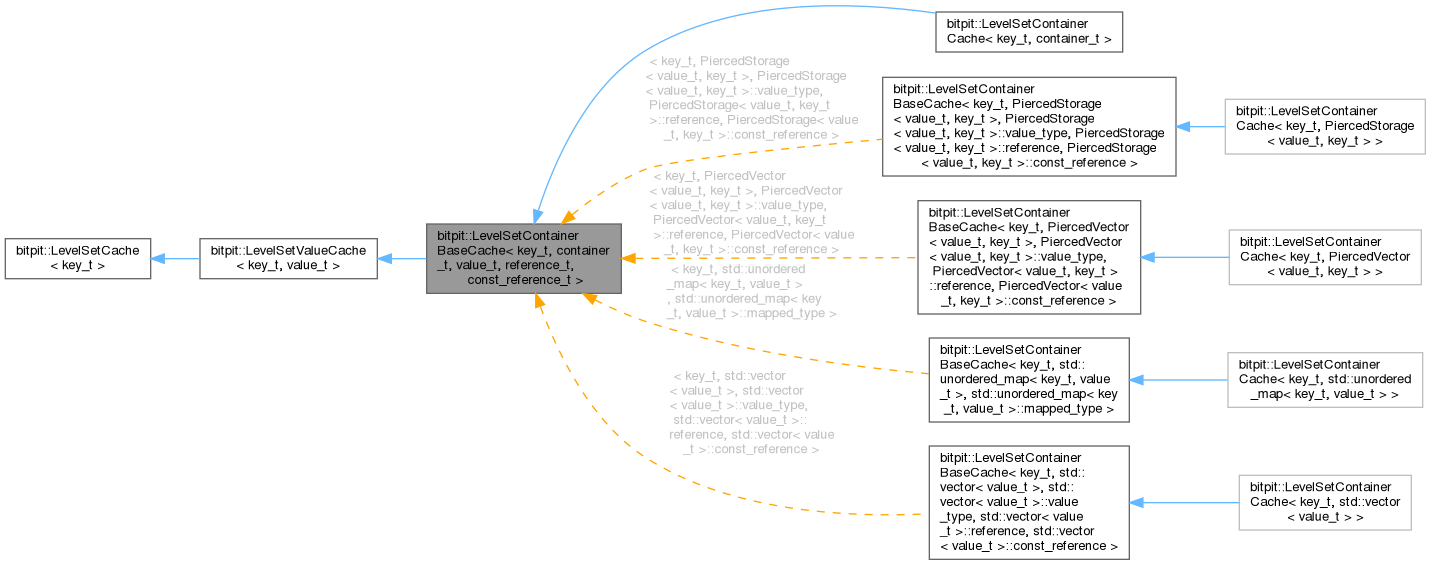 bitpit::LevelSetCache
< key_t >
bitpit::LevelSetValueCache
< key_t, value_t >
bitpit::LevelSetContainer
BaseCache< key_t, container
_t, value_t, reference_t,
const_reference_t >
< key_t, PiercedStorage
< value_t, key_t >, PiercedStorage
< value_t, key_t >::value_type,
PiercedStorage< value_t, key_t
>::reference, PiercedStorage< value
_t, key_t >::const_reference >
< key_t, PiercedVector
< value_t, key_t >, PiercedVector
< value_t, key_t >::value_type,
PiercedVector< value_t, key_t
>::reference, PiercedVector< value
_t, key_t >::const_reference >
< key_t, std::unordered
_map< key_t, value_t >
, std::unordered_map< key
_t, value_t >::mapped_type >
< key_t, std::vector
< value_t >, std::vector
< value_t >::value_type,
std::vector< value_t >::
reference, std::vector< value
_t >::const_reference >
bitpit::LevelSetContainer
Cache< key_t, container_t >
bitpit::LevelSetContainer
BaseCache< key_t, PiercedStorage
< value_t, key_t >, PiercedStorage
< value_t, key_t >::value_type, PiercedStorage
< value_t, key_t >::reference, PiercedStorage
< value_t, key_t >::const_reference >
bitpit::LevelSetContainer
Cache< key_t, PiercedStorage
< value_t, key_t > >
bitpit::LevelSetContainer
BaseCache< key_t, PiercedVector
< value_t, key_t >, PiercedVector
< value_t, key_t >::value_type,
PiercedVector< value_t, key_t >
::reference, PiercedVector< value
_t, key_t >::const_reference >
bitpit::LevelSetContainer
Cache< key_t, PiercedVector
< value_t, key_t > >
bitpit::LevelSetContainer
BaseCache< key_t, std::
unordered_map< key_t, value
_t >, std::unordered_map< key
_t, value_t >::mapped_type >
bitpit::LevelSetContainer
Cache< key_t, std::unordered
_map< key_t, value_t > >
bitpit::LevelSetContainer
BaseCache< key_t, std::
vector< value_t >, std::
vector< value_t >::value
_type, std::vector< value
_t >::reference, std::vector
< value_t >::const_reference >
bitpit::LevelSetContainer
Cache< key_t, std::vector
< value_t > >